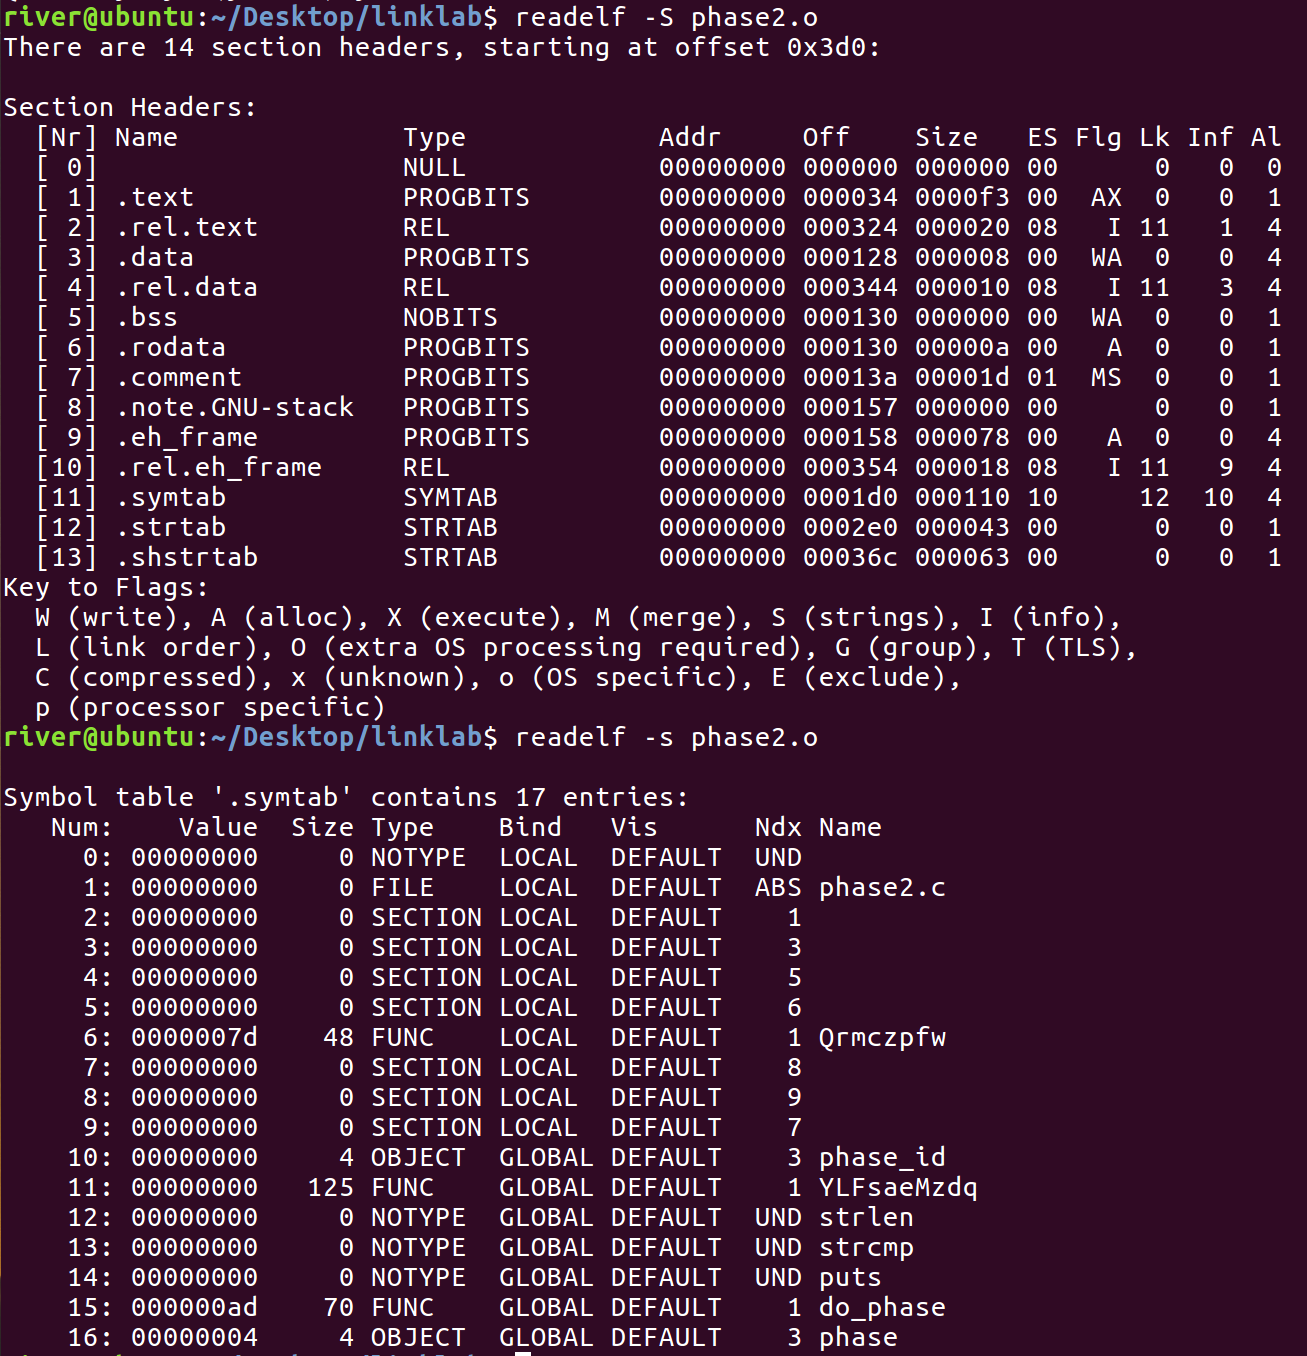 river@ubuntu:~/Desktop/linklab$ readelf -S phase2.o
There are 14 section headers, starting at offset 0x3d0:

Section Headers:
  [Nr] Name              Type            Addr     Off    Size   ES Flg Lk Inf Al
  [ 0]                   NULL            00000000 000000 000000 00      0   0  0
  [ 1] .text             PROGBITS        00000000 000034 0000f3 00  AX  0   0  1
  [ 2] .rel.text         REL             00000000 000324 000020 08   I 11   1  4
  [ 3] .data             PROGBITS        00000000 000128 000008 00  WA  0   0  4
  [ 4] .rel.data         REL             00000000 000344 000010 08   I 11   3  4
  [ 5] .bss              NOBITS          00000000 000130 000000 00  WA  0   0  1
  [ 6] .rodata           PROGBITS        00000000 000130 00000a 00   A  0   0  1
  [ 7] .comment          PROGBITS        00000000 00013a 00001d 01  MS  0   0  1
  [ 8] .note.GNU-stack   PROGBITS        00000000 000157 000000 00      0   0  1
  [ 9] .eh_frame         PROGBITS        00000000 000158 000078 00   A  0   0  4
  [10] .rel.eh_frame     REL             00000000 000354 000018 08   I 11   9  4
  [11] .symtab           SYMTAB          00000000 0001d0 000110 10     12  10  4
  [12] .strtab           STRTAB          00000000 0002e0 000043 00      0   0  1
  [13] .shstrtab         STRTAB          00000000 00036c 000063 00      0   0  1
Key to Flags:
  W (write), A (alloc), X (execute), M (merge), S (strings), I (info),
  L (link order), O (extra OS processing required), G (group), T (TLS),
  C (compressed), x (unknown), o (OS specific), E (exclude),
  p (processor specific)
river@ubuntu:~/Desktop/linklab$ readelf -s phase2.o

Symbol table '.symtab' contains 17 entries:
   Num:    Value  Size Type    Bind   Vis      Ndx Name
     0: 00000000     0 NOTYPE  LOCAL  DEFAULT  UND
     1: 00000000     0 FILE    LOCAL  DEFAULT  ABS phase2.c
     2: 00000000     0 SECTION LOCAL  DEFAULT    1
     3: 00000000     0 SECTION LOCAL  DEFAULT    3
     4: 00000000     0 SECTION LOCAL  DEFAULT    5
     5: 00000000     0 SECTION LOCAL  DEFAULT    6
     6: 0000007d    48 FUNC    LOCAL  DEFAULT    1 Qrmczpfw
     7: 00000000     0 SECTION LOCAL  DEFAULT    8
     8: 00000000     0 SECTION LOCAL  DEFAULT    9
     9: 00000000     0 SECTION LOCAL  DEFAULT    7
    10: 00000000     4 OBJECT  GLOBAL DEFAULT    3 phase_id
    11: 00000000   125 FUNC    GLOBAL DEFAULT    1 YLFsaeMzdq
    12: 00000000     0 NOTYPE  GLOBAL DEFAULT  UND strlen
    13: 00000000     0 NOTYPE  GLOBAL DEFAULT  UND strcmp
    14: 00000000     0 NOTYPE  GLOBAL DEFAULT  UND puts
    15: 000000ad    70 FUNC    GLOBAL DEFAULT    1 do_phase
    16: 00000004     4 OBJECT  GLOBAL DEFAULT    3 phase